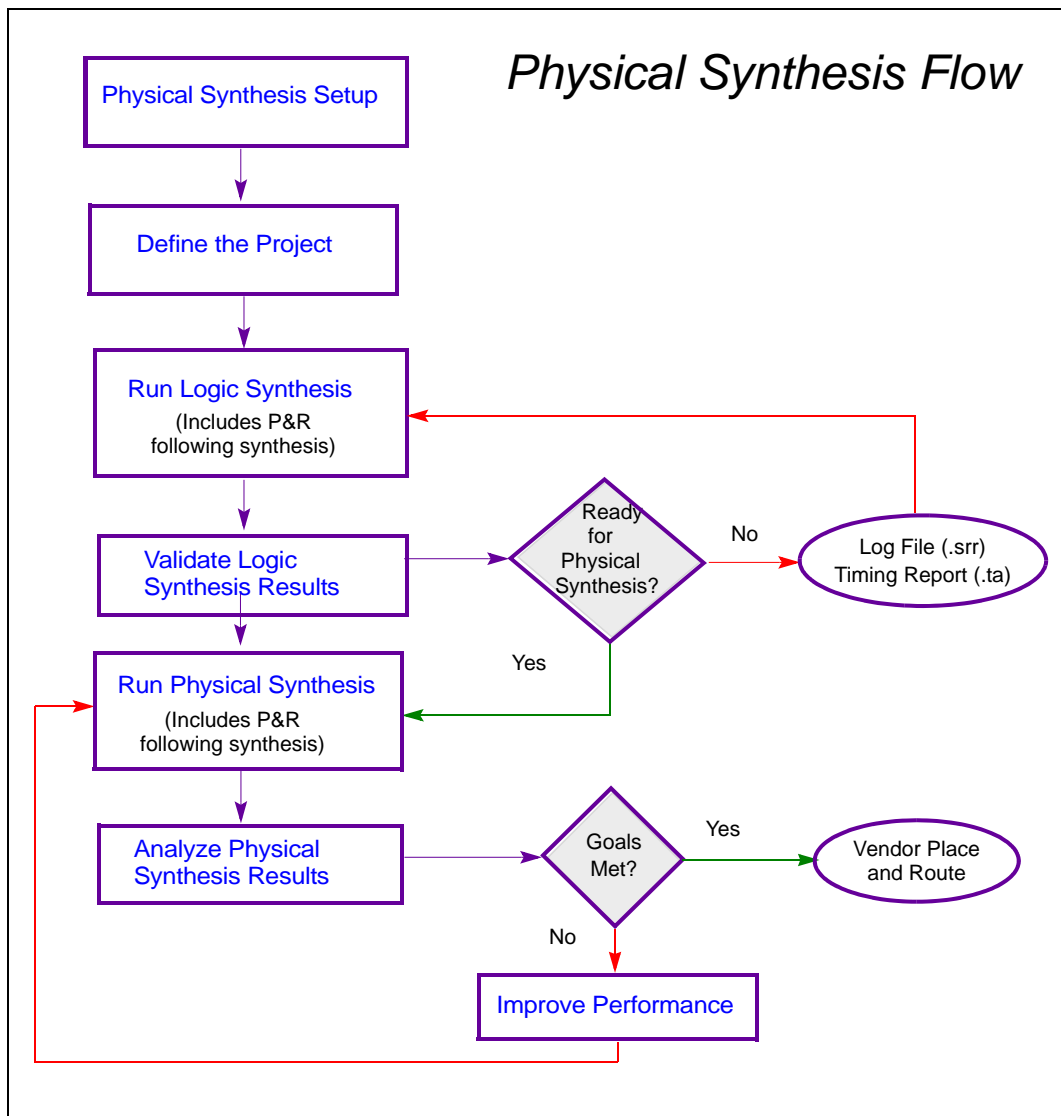 Physical Synthesis Flow
Physical Synthesis Setup
Define the Project
Run Logic Synthesis
(Includes P&R
following synthesis)
Validate Logic
Synthesis Results
Ready
for
Physical
Synthesis?
No
Log File (.srr)
Timing Report (.ta)
Yes
Run Physical Synthesis
(Includes P&R
following synthesis)
Analyze Physical
Synthesis Results
Goals
Met?
Yes
Vendor Place
and Route
No
Improve Performance